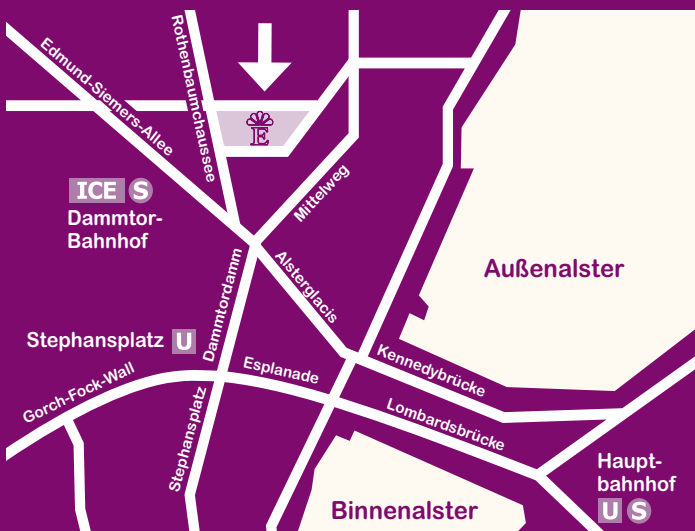 Edmund-Siemers-Allee
Rothenbaumchaussee
E
Mittelweg
ICE S
Dammtor-
Bahnhof
Außenalster
Alsterglacis
Dammtordamm
Stephansplatz U
Kennedybrücke
Esplanade
Gorch-Fock-Wall
Lombardsbrücke
Stephansplatz
Haupt-
bahnhof
U S
Binnenalster